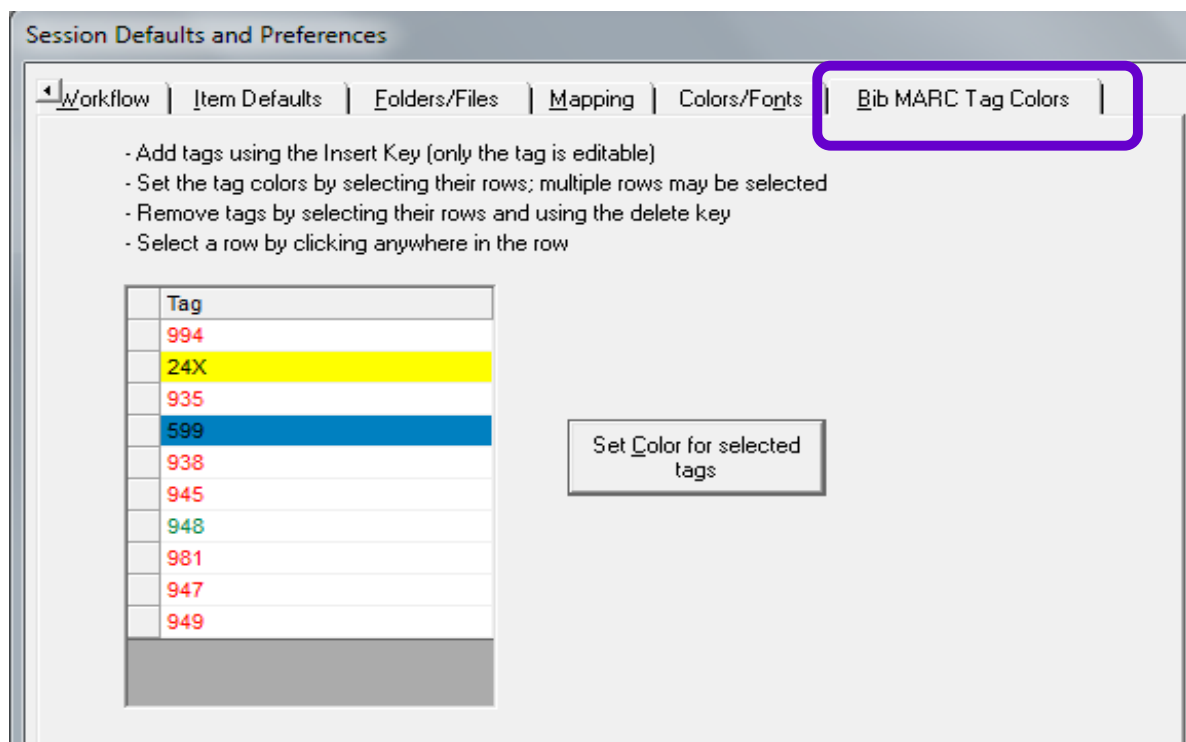 Session Defaults and Preferences
Workflow Item Defaults Folders/Files Mapping Colors/Fonts Bib MARC Tag Colors
- Add tags using the Insert Key (only the tag is editable)
- Set the tag colors by selecting their rows; multiple rows may be selected
- Remove tags by selecting their rows and using the delete key
- Select a row by clicking anywhere in the row
Tag
994
24X
935
599
938
945
948
981
947
949
Set Color for selected
tags